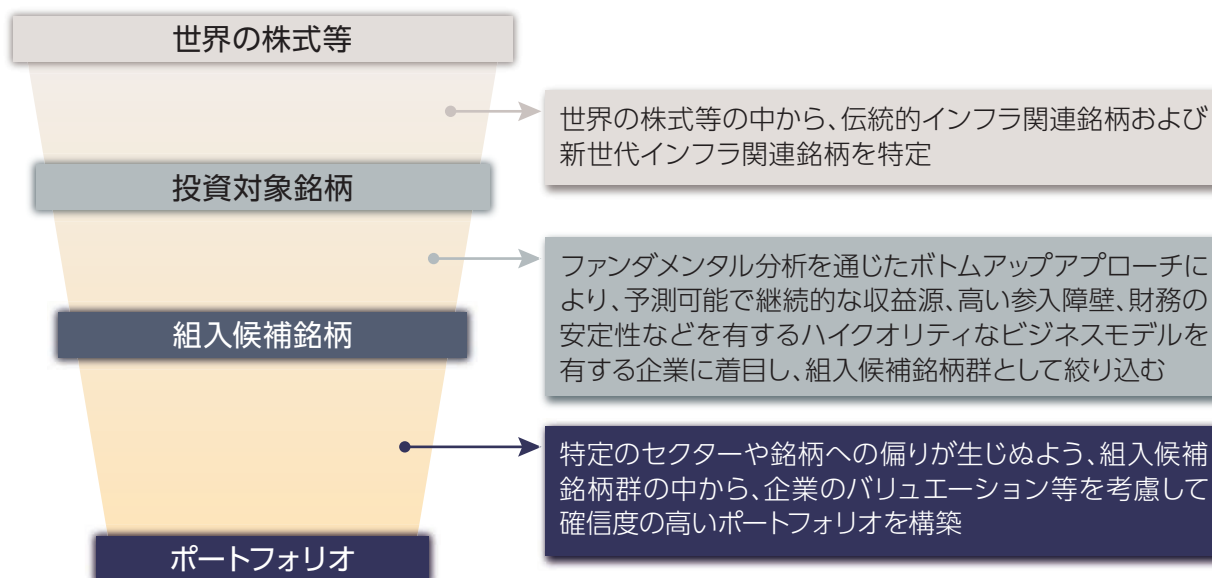 世界の株式等
世界の株式等の中から、伝統的インフラ関連銘柄および
新世代インフラ関連銘柄を特定
投資対象銘柄
ファンダメンタル分析を通じたボトムアップアプローチに
より、予測可能で継続的な収益源、高い参入障壁、財務の
安定性などを有するハイクオリティなビジネスモデルを
有する企業に着目し、組入候補銘柄群として絞り込む
組入候補銘柄
特定のセクターや銘柄への偏りが生じぬよう、組入候補
銘柄群の中から、企業のバリュエーション等を考慮して
確信度の高いポートフォリオを構築
ポートフォリオ